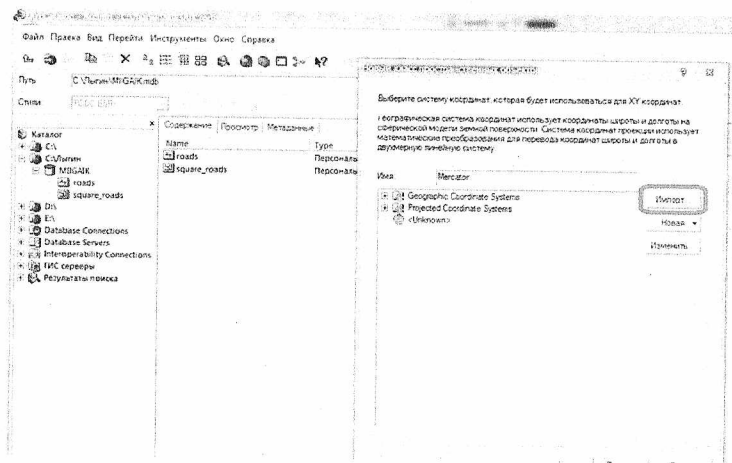 Файл Правка Вид Перейти Инструменты Окно Справка
Путь C:\Лыгин\MIIGAIK.mdb
Стили
Каталог
C:\
C:\Лыгин
MIIGAIK
roads
square_roads
D:\
E:\
Database Connections
Database Servers
Interoperability Connections
ГИС серверы
Результаты поиска
Содержание Просмотр Метаданные
Name Type
roads Персональ
square_roads Персональ
Выберите систему координат, которая будет использоваться для XY координат.
Географическая система координат использует координаты широты и долготы на
сферической модели земной поверхности. Система координат проекции использует
математические преобразования для перевода координат широты и долготы в
двухмерную линейную систему.
Имя Mercator
Geographic Coordinate Systems
Projected Coordinate Systems
<Unknown>
Импорт
Новая
Изменить